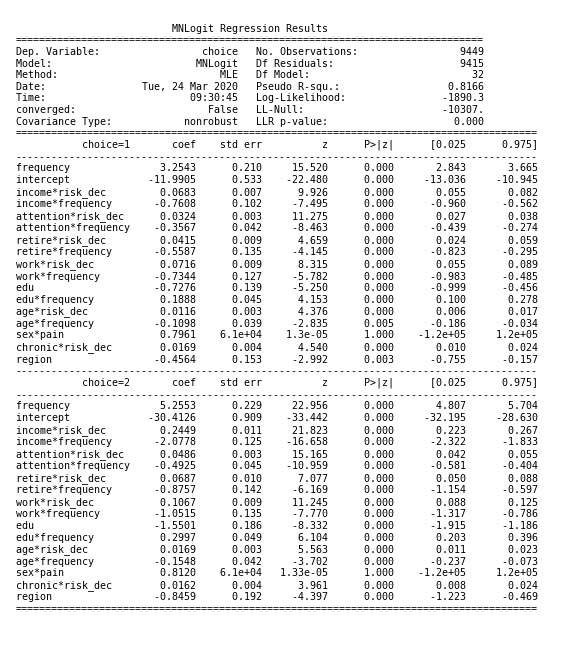 MNLogit Regression Results
==============================================================================
Dep. Variable: choice No. Observations: 9449
Model: MNLogit Df Residuals: 9415
Method: MLE Df Model: 32
Date: Tue, 24 Mar 2020 Pseudo R-squ.: 0.8166
Time: 09:30:45 Log-Likelihood: -1890.3
converged: False LL-Null: -10307.
Covariance Type: nonrobust LLR p-value: 0.000
=======================================================================================
choice=1 coef std err z P>|z| [0.025 0.975]
---------------------------------------------------------------------------------------
frequency 3.2543 0.210 15.520 0.000 2.843 3.665
intercept -11.9905 0.533 -22.480 0.000 -13.036 -10.945
income*risk_dec 0.0683 0.007 9.926 0.000 0.055 0.082
income*frequency -0.7608 0.102 -7.495 0.000 -0.960 -0.562
attention*risk_dec 0.0324 0.003 11.275 0.000 0.027 0.038
attention*frequency -0.3567 0.042 -8.463 0.000 -0.439 -0.274
retire*risk_dec 0.0415 0.009 4.659 0.000 0.024 0.059
retire*frequency -0.5587 0.135 -4.145 0.000 -0.823 -0.295
work*risk_dec 0.0716 0.009 8.315 0.000 0.055 0.089
work*frequency -0.7344 0.127 -5.782 0.000 -0.983 -0.485
edu -0.7276 0.139 -5.250 0.000 -0.999 -0.456
edu*frequency 0.1888 0.045 4.153 0.000 0.100 0.278
age*risk_dec 0.0116 0.003 4.376 0.000 0.006 0.017
age*frequency -0.1098 0.039 -2.835 0.005 -0.186 -0.034
sex*pain 0.7961 6.1e+04 1.3e-05 1.000 -1.2e+05 1.2e+05
chronic*risk_dec 0.0169 0.004 4.540 0.000 0.010 0.024
region -0.4564 0.153 -2.992 0.003 -0.755 -0.157
---------------------------------------------------------------------------------------
choice=2 coef std err z P>|z| [0.025 0.975]
---------------------------------------------------------------------------------------
frequency 5.2553 0.229 22.956 0.000 4.807 5.704
intercept -30.4126 0.909 -33.442 0.000 -32.195 -28.630
income*risk_dec 0.2449 0.011 21.823 0.000 0.223 0.267
income*frequency -2.0778 0.125 -16.658 0.000 -2.322 -1.833
attention*risk_dec 0.0486 0.003 15.165 0.000 0.042 0.055
attention*frequency -0.4925 0.045 -10.959 0.000 -0.581 -0.404
retire*risk_dec 0.0687 0.010 7.077 0.000 0.050 0.088
retire*frequency -0.8757 0.142 -6.169 0.000 -1.154 -0.597
work*risk_dec 0.1067 0.009 11.245 0.000 0.088 0.125
work*frequency -1.0515 0.135 -7.770 0.000 -1.317 -0.786
edu -1.5501 0.186 -8.332 0.000 -1.915 -1.186
edu*frequency 0.2997 0.049 6.104 0.000 0.203 0.396
age*risk_dec 0.0169 0.003 5.563 0.000 0.011 0.023
age*frequency -0.1548 0.042 -3.702 0.000 -0.237 -0.073
sex*pain 0.8120 6.1e+04 1.33e-05 1.000 -1.2e+05 1.2e+05
chronic*risk_dec 0.0162 0.004 3.961 0.000 0.008 0.024
region -0.8459 0.192 -4.397 0.000 -1.223 -0.469
=======================================================================================